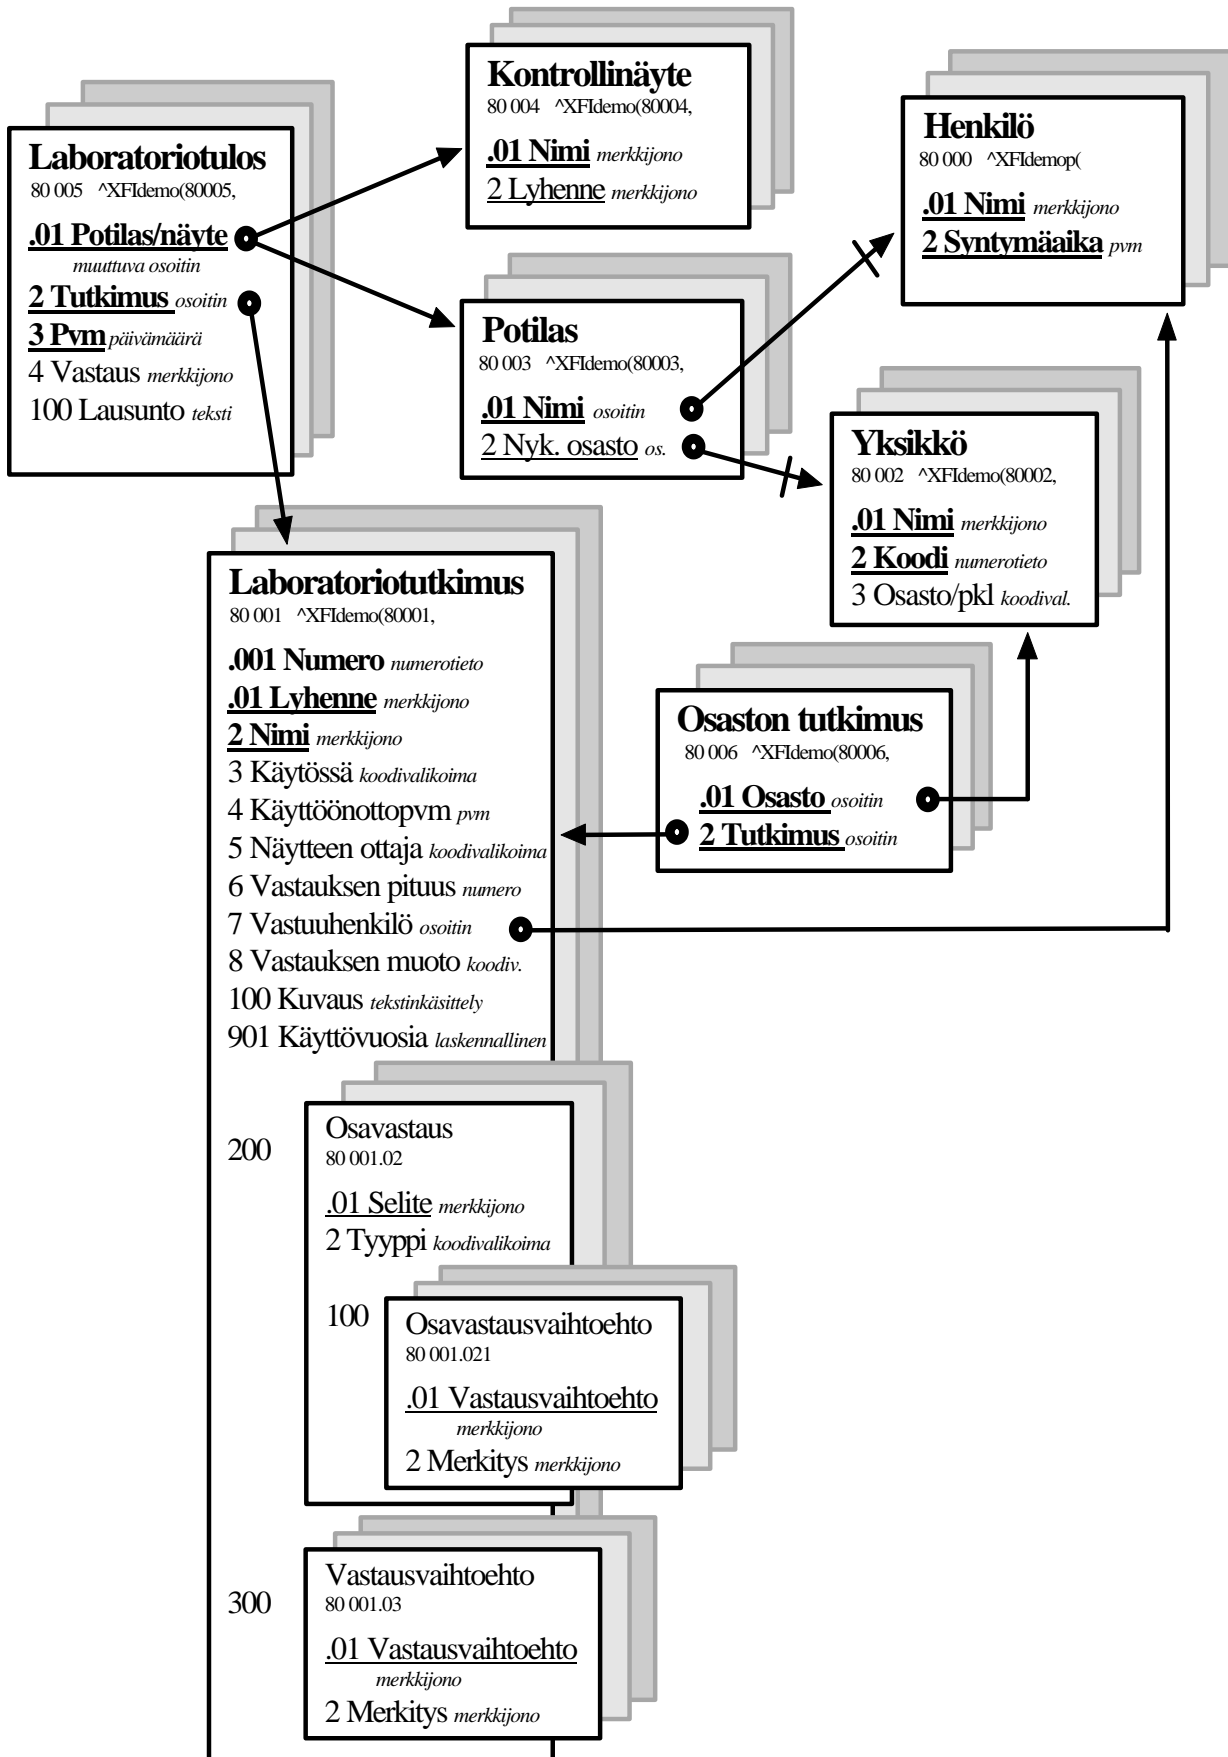 Kontrollinäyte
80 004 ^XFIdemo(80004,
.01 Nimi merkkijono
2 Lyhenne merkkijono
Henkilö
80 000 ^XFIdemop(
.01 Nimi merkkijono
2 Syntymäaika pvm
Laboratoriotulos
80 005 ^XFIdemo(80005,
.01 Potilas/näyte
muuttuva osoitin
2 Tutkimus osoitin
3 Pvm päivämäärä
4 Vastaus merkkijono
100 Lausunto teksti
Potilas
80 003 ^XFIdemo(80003,
.01 Nimi osoitin
2 Nyk. osasto os.
Yksikkö
80 002 ^XFIdemo(80002,
.01 Nimi merkkijono
2 Koodi numerotieto
3 Osasto/pkl koodival.
Laboratoriotutkimus
80 001 ^XFIdemo(80001,
.001 Numero numerotieto
.01 Lyhenne merkkijono
2 Nimi merkkijono
3 Käytössä koodivalikoima
4 Käyttöönottopvm pvm
5 Näytteen ottaja koodivalikoima
6 Vastauksen pituus numero
7 Vastuuhenkilö osoitin
8 Vastauksen muoto koodiv.
100 Kuvaus tekstinkäsittely
901 Käyttövuosia laskennallinen
Osaston tutkimus
80 006 ^XFIdemo(80006,
.01 Osasto osoitin
2 Tutkimus osoitin
200
Osavastaus
80 001.02
.01 Selite merkkijono
2 Tyyppi koodivalikoima
100
Osavastausvaihtoehto
80 001.021
.01 Vastausvaihtoehto
merkkijono
2 Merkitys merkkijono
300
Vastausvaihtoehto
80 001.03
.01 Vastausvaihtoehto
merkkijono
2 Merkitys merkkijono